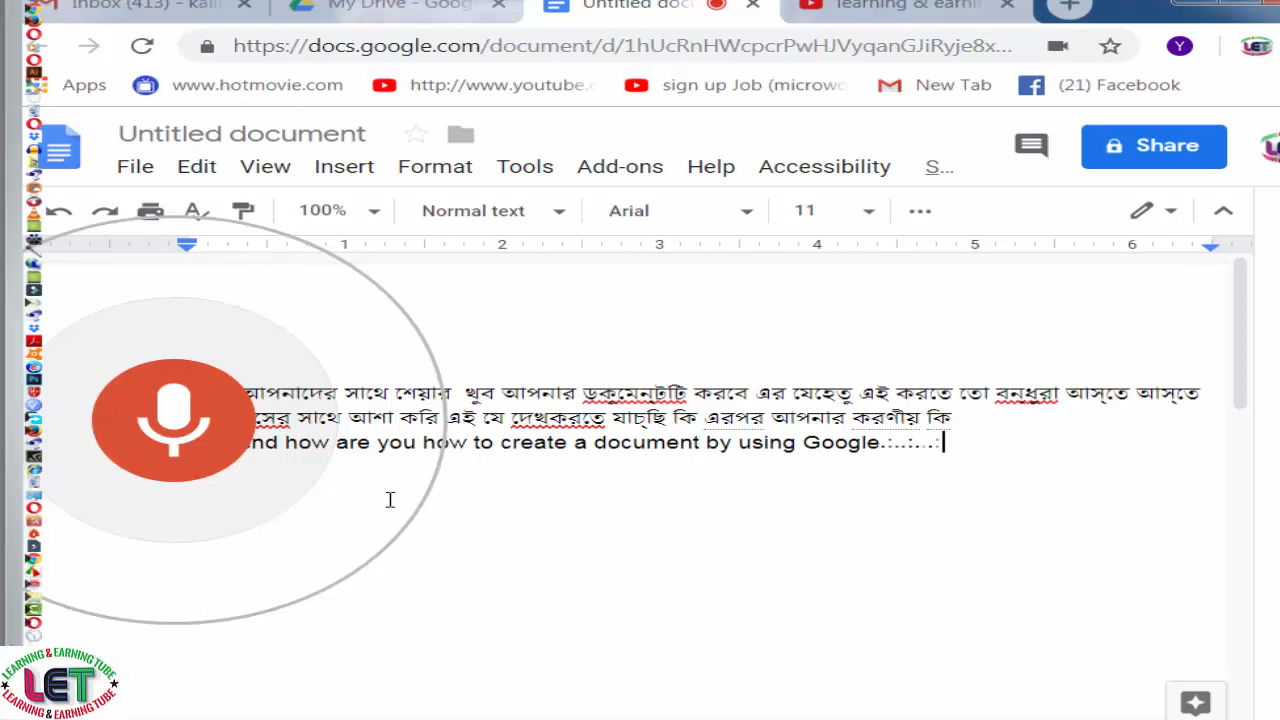 Inbox (413) - kali
My Drive - Goog
Untitled doc
learning & earni
https://docs.google.com/document/d/1hUcRnHWcpcrPwHJVyqanGJiRyje8x...
Apps www.hotmovie.com http://www.youtube. sign up Job (microwo New Tab (21) Facebook
Untitled document
File Edit View Insert Format Tools Add-ons Help Accessibility S...
Share
100% Normal text Arial 11
1 2 3 4 5 6
আপনাদের সাথে শেয়ার খুব আপনার ডকুমেন্টটি করবে এর যেহেতু এই করতে তো বন্ধুরা আস্তে আস্তে
সাথে আশা করি এই যে দেখকরতে যাচ্ছি কি এরপর আপনার করণীয় কি
how are you how to create a document by using Google
LEARNING & EARNING TUBE
LET
LEARNING & EARNING TUBE